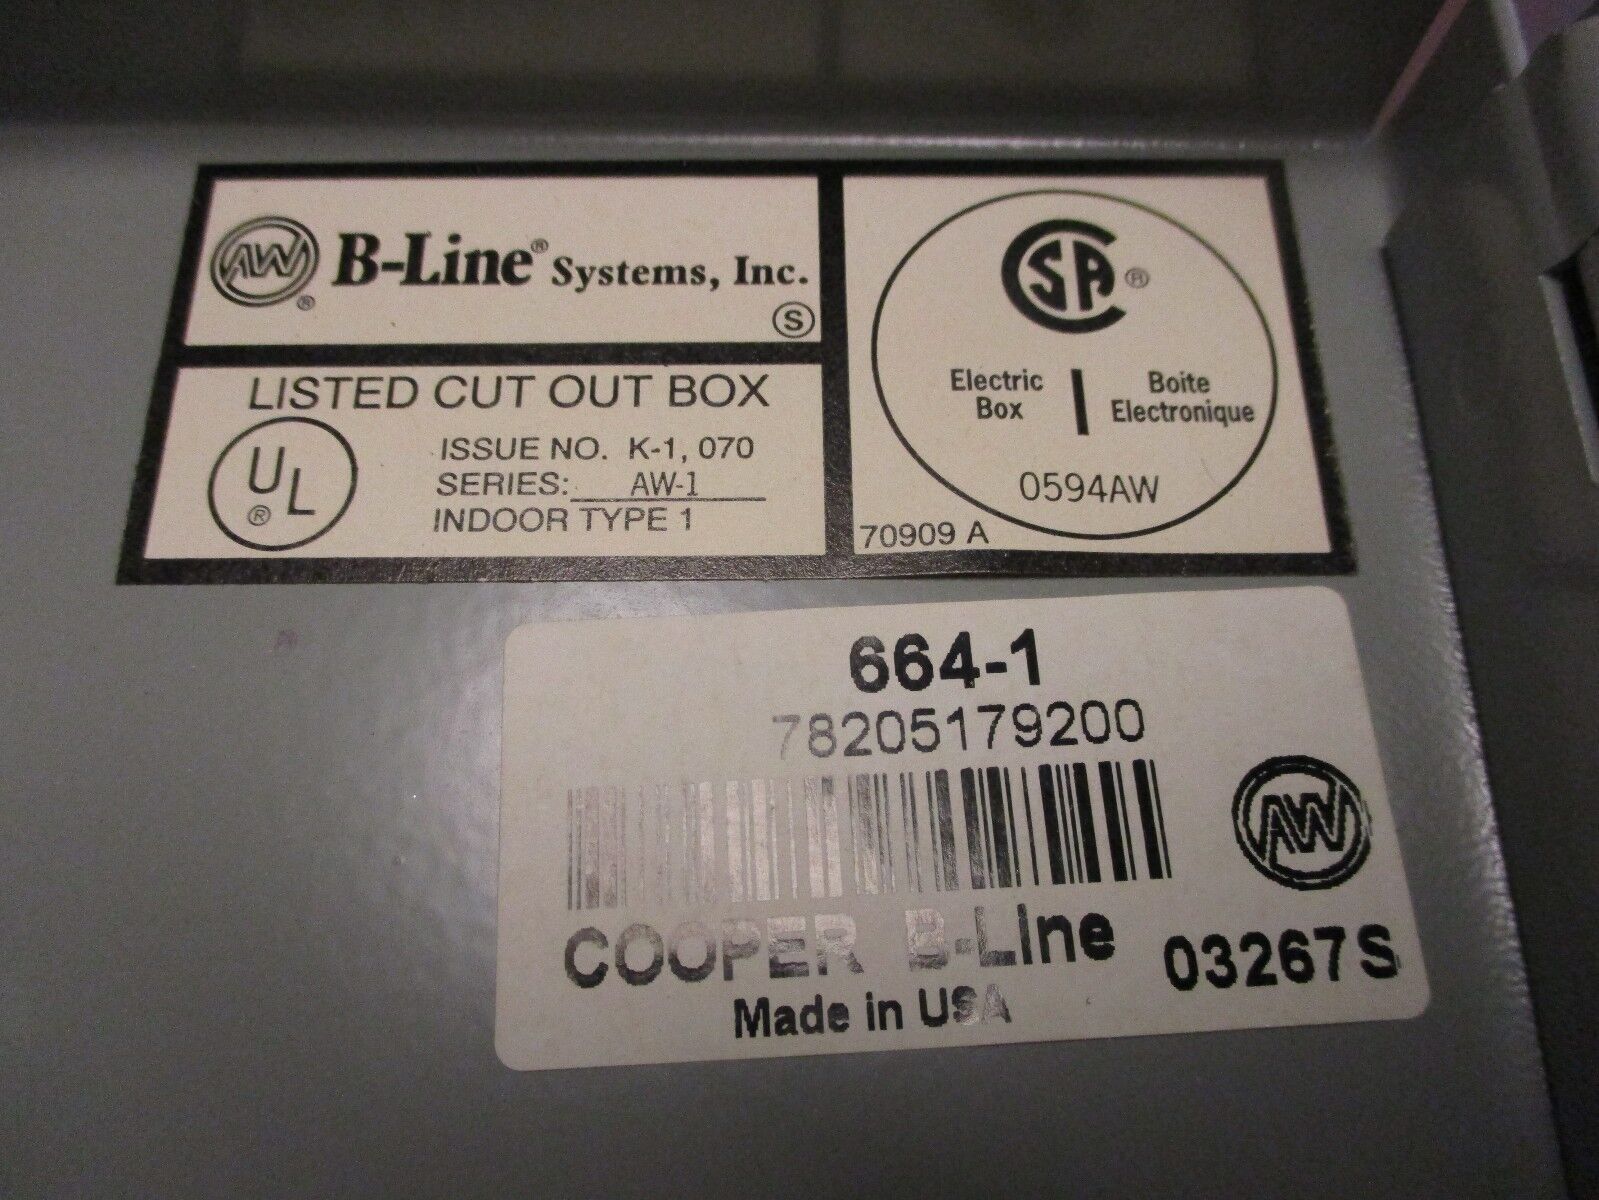 AW ® B-Line® Systems, Inc.
S
LISTED CUT OUT BOX
UL ®
ISSUE NO. K-1, 070
SERIES: AW-1
INDOOR TYPE 1
CSA ®
Electric Box
Boite Electronique
0594AW
70909 A
664-1
78205179200
AW
COOPER B-Line
03267S
Made in USA